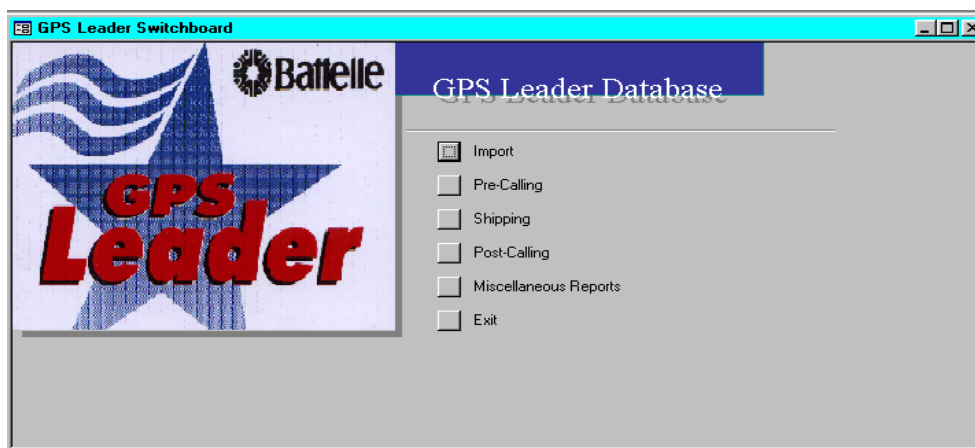 GPS Leader Switchboard
Battelle
GPS
Leader
GPS Leader Database
Import
Pre-Calling
Shipping
Post-Calling
Miscellaneous Reports
Exit